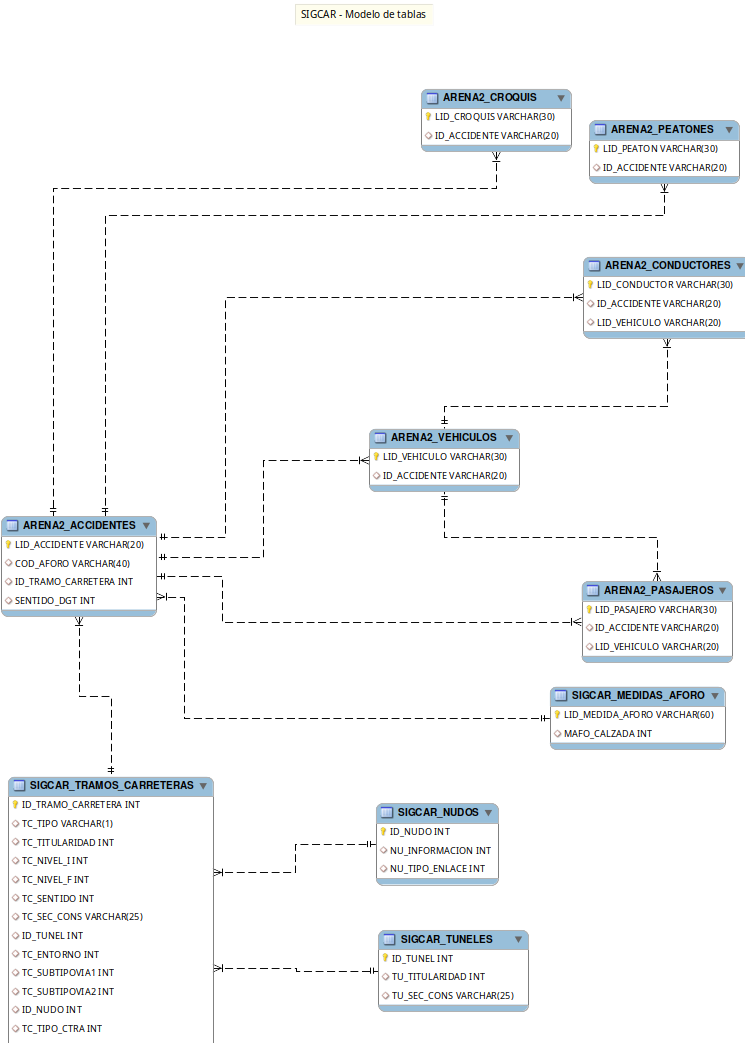 SIGCAR - Modelo de tablas
ARENA2_CROQUIS
LID_CROQUIS VARCHAR(30)
ID_ACCIDENTE VARCHAR(20)
ARENA2_PEATONES
LID_PEATON VARCHAR(30)
ID_ACCIDENTE VARCHAR(20)
ARENA2_CONDUCTORES
LID_CONDUCTOR VARCHAR(30)
ID_ACCIDENTE VARCHAR(20)
LID_VEHICULO VARCHAR(20)
ARENA2_VEHICULOS
LID_VEHICULO VARCHAR(30)
ID_ACCIDENTE VARCHAR(20)
ARENA2_ACCIDENTES
LID_ACCIDENTE VARCHAR(20)
COD_AFORO VARCHAR(40)
ID_TRAMO_CARRETERA INT
SENTIDO_DGT INT
ARENA2_PASAJEROS
LID_PASAJERO VARCHAR(30)
ID_ACCIDENTE VARCHAR(20)
LID_VEHICULO VARCHAR(20)
SIGCAR_MEDIDAS_AFORO
LID_MEDIDA_AFORO VARCHAR(60)
MAFO_CALZADA INT
SIGCAR_TRAMOS_CARRETERAS
ID_TRAMO_CARRETERA INT
TC_TIPO VARCHAR(1)
TC_TITULARIDAD INT
TC_NIVEL_I INT
TC_NIVEL_F INT
TC_SENTIDO INT
TC_SEC_CONS VARCHAR(25)
ID_TUNEL INT
TC_ENTORNO INT
TC_SUBTIPOVIA1 INT
TC_SUBTIPOVIA2 INT
ID_NUDO INT
TC_TIPO_CTRA INT
SIGCAR_NUDOS
ID_NUDO INT
NU_INFORMACION INT
NU_TIPO_ENLACE INT
SIGCAR_TUNELES
ID_TUNEL INT
TU_TITULARIDAD INT
TU_SEC_CONS VARCHAR(25)